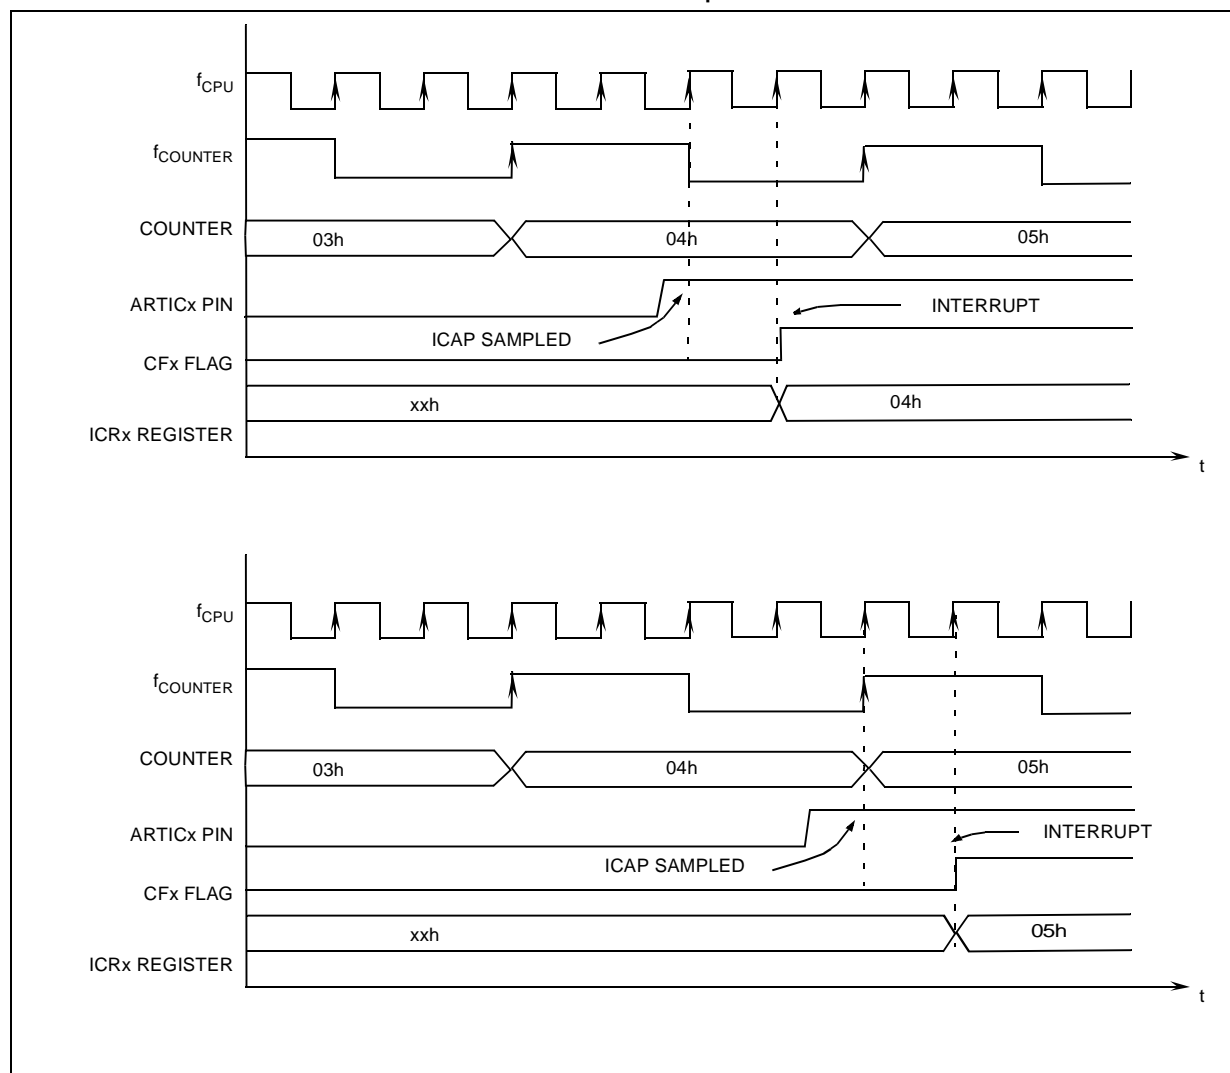 fCPU
fCOUNTER
COUNTER
03h
04h
05h
ARTICx PIN
INTERRUPT
ICAP SAMPLED
CFx FLAG
xxh
04h
ICRx REGISTER
t
fCPU
fCOUNTER
COUNTER
03h
04h
05h
ARTICx PIN
INTERRUPT
ICAP SAMPLED
CFx FLAG
xxh
05h
ICRx REGISTER
t